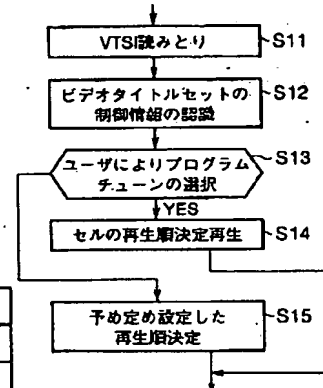 VTSI読みとり S11
ビデオタイトルセットの S12
制御情報の認識
ユーザによりプログラム S13
チューンの選択
YES
セルの再生順決定再生 S14
予め定め設定した S15
再生順決定